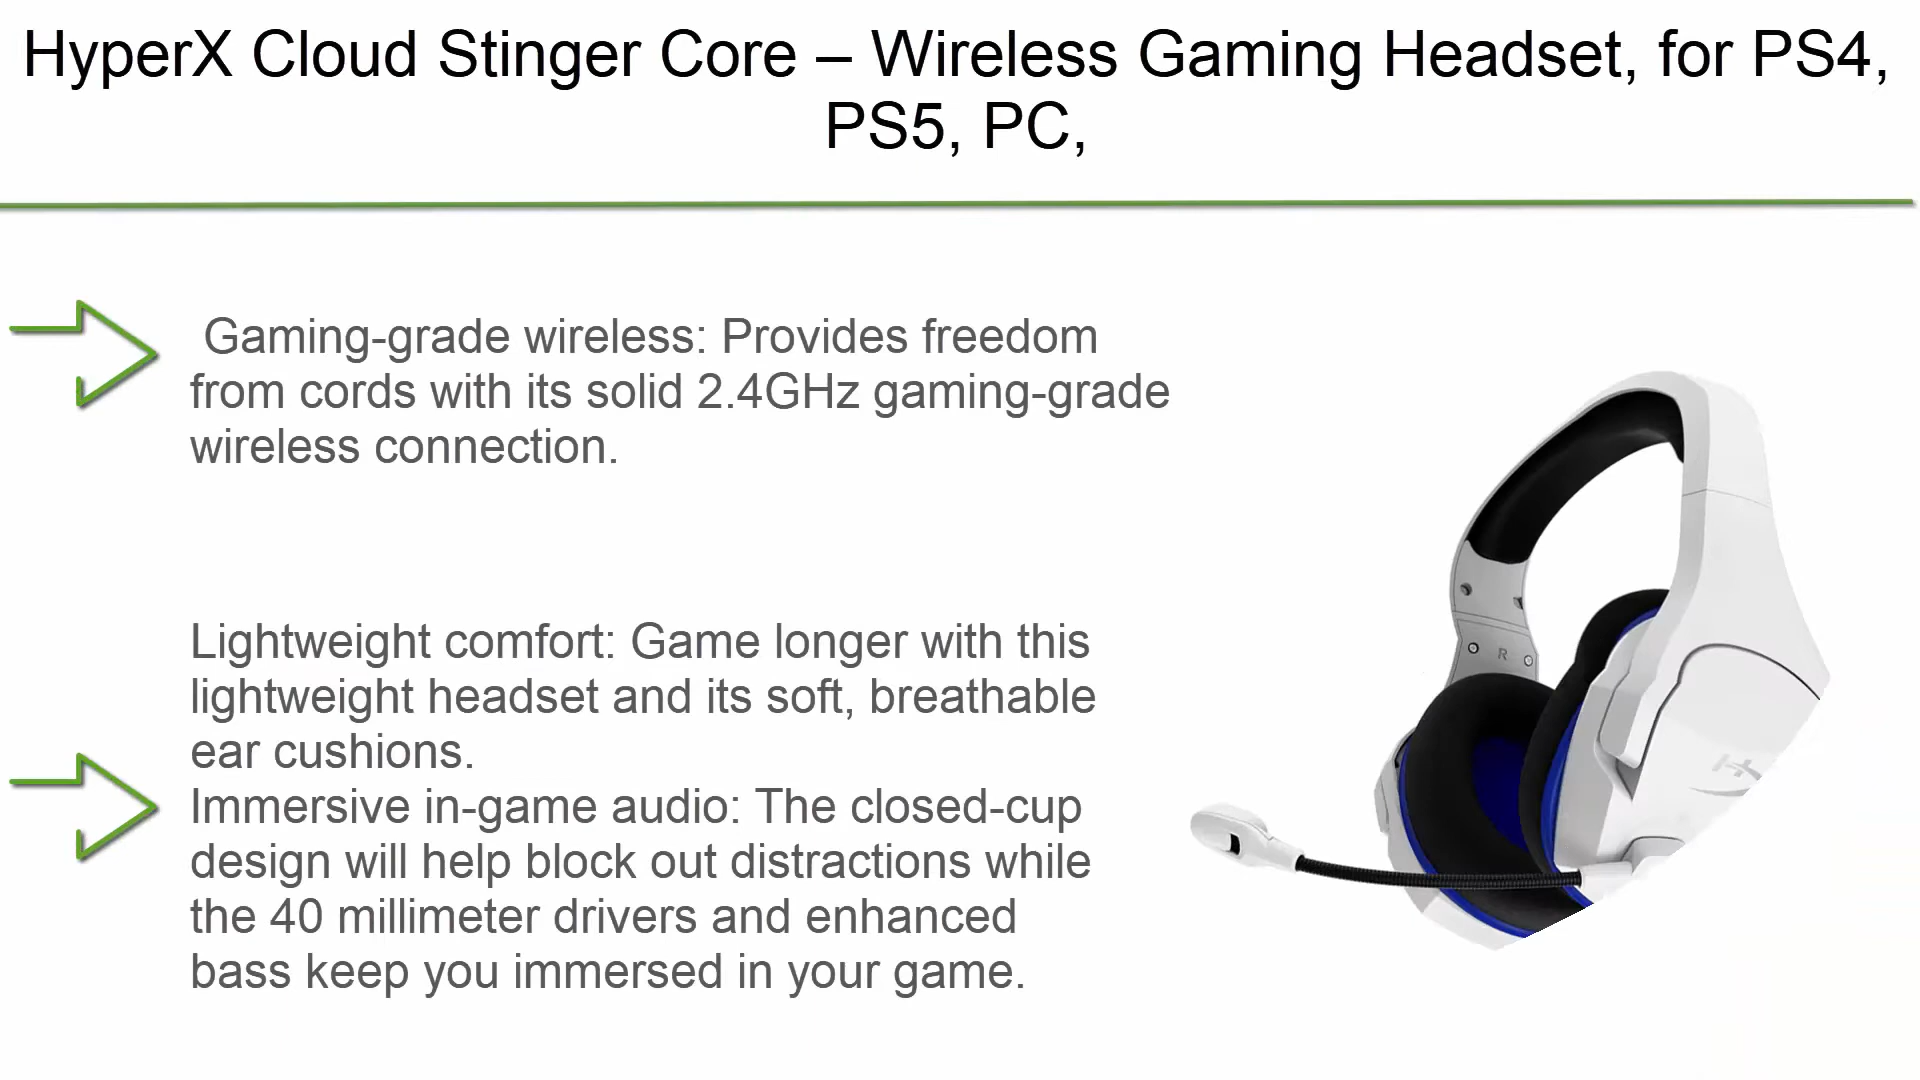 HyperX Cloud Stinger Core – Wireless Gaming Headset, for PS4,
PS5, PC,
Gaming-grade wireless: Provides freedom
from cords with its solid 2.4GHz gaming-grade
wireless connection.
Lightweight comfort: Game longer with this
lightweight headset and its soft, breathable
ear cushions.
Immersive in-game audio: The closed-cup
design will help block out distractions while
the 40 millimeter drivers and enhanced
bass keep you immersed in your game.
R